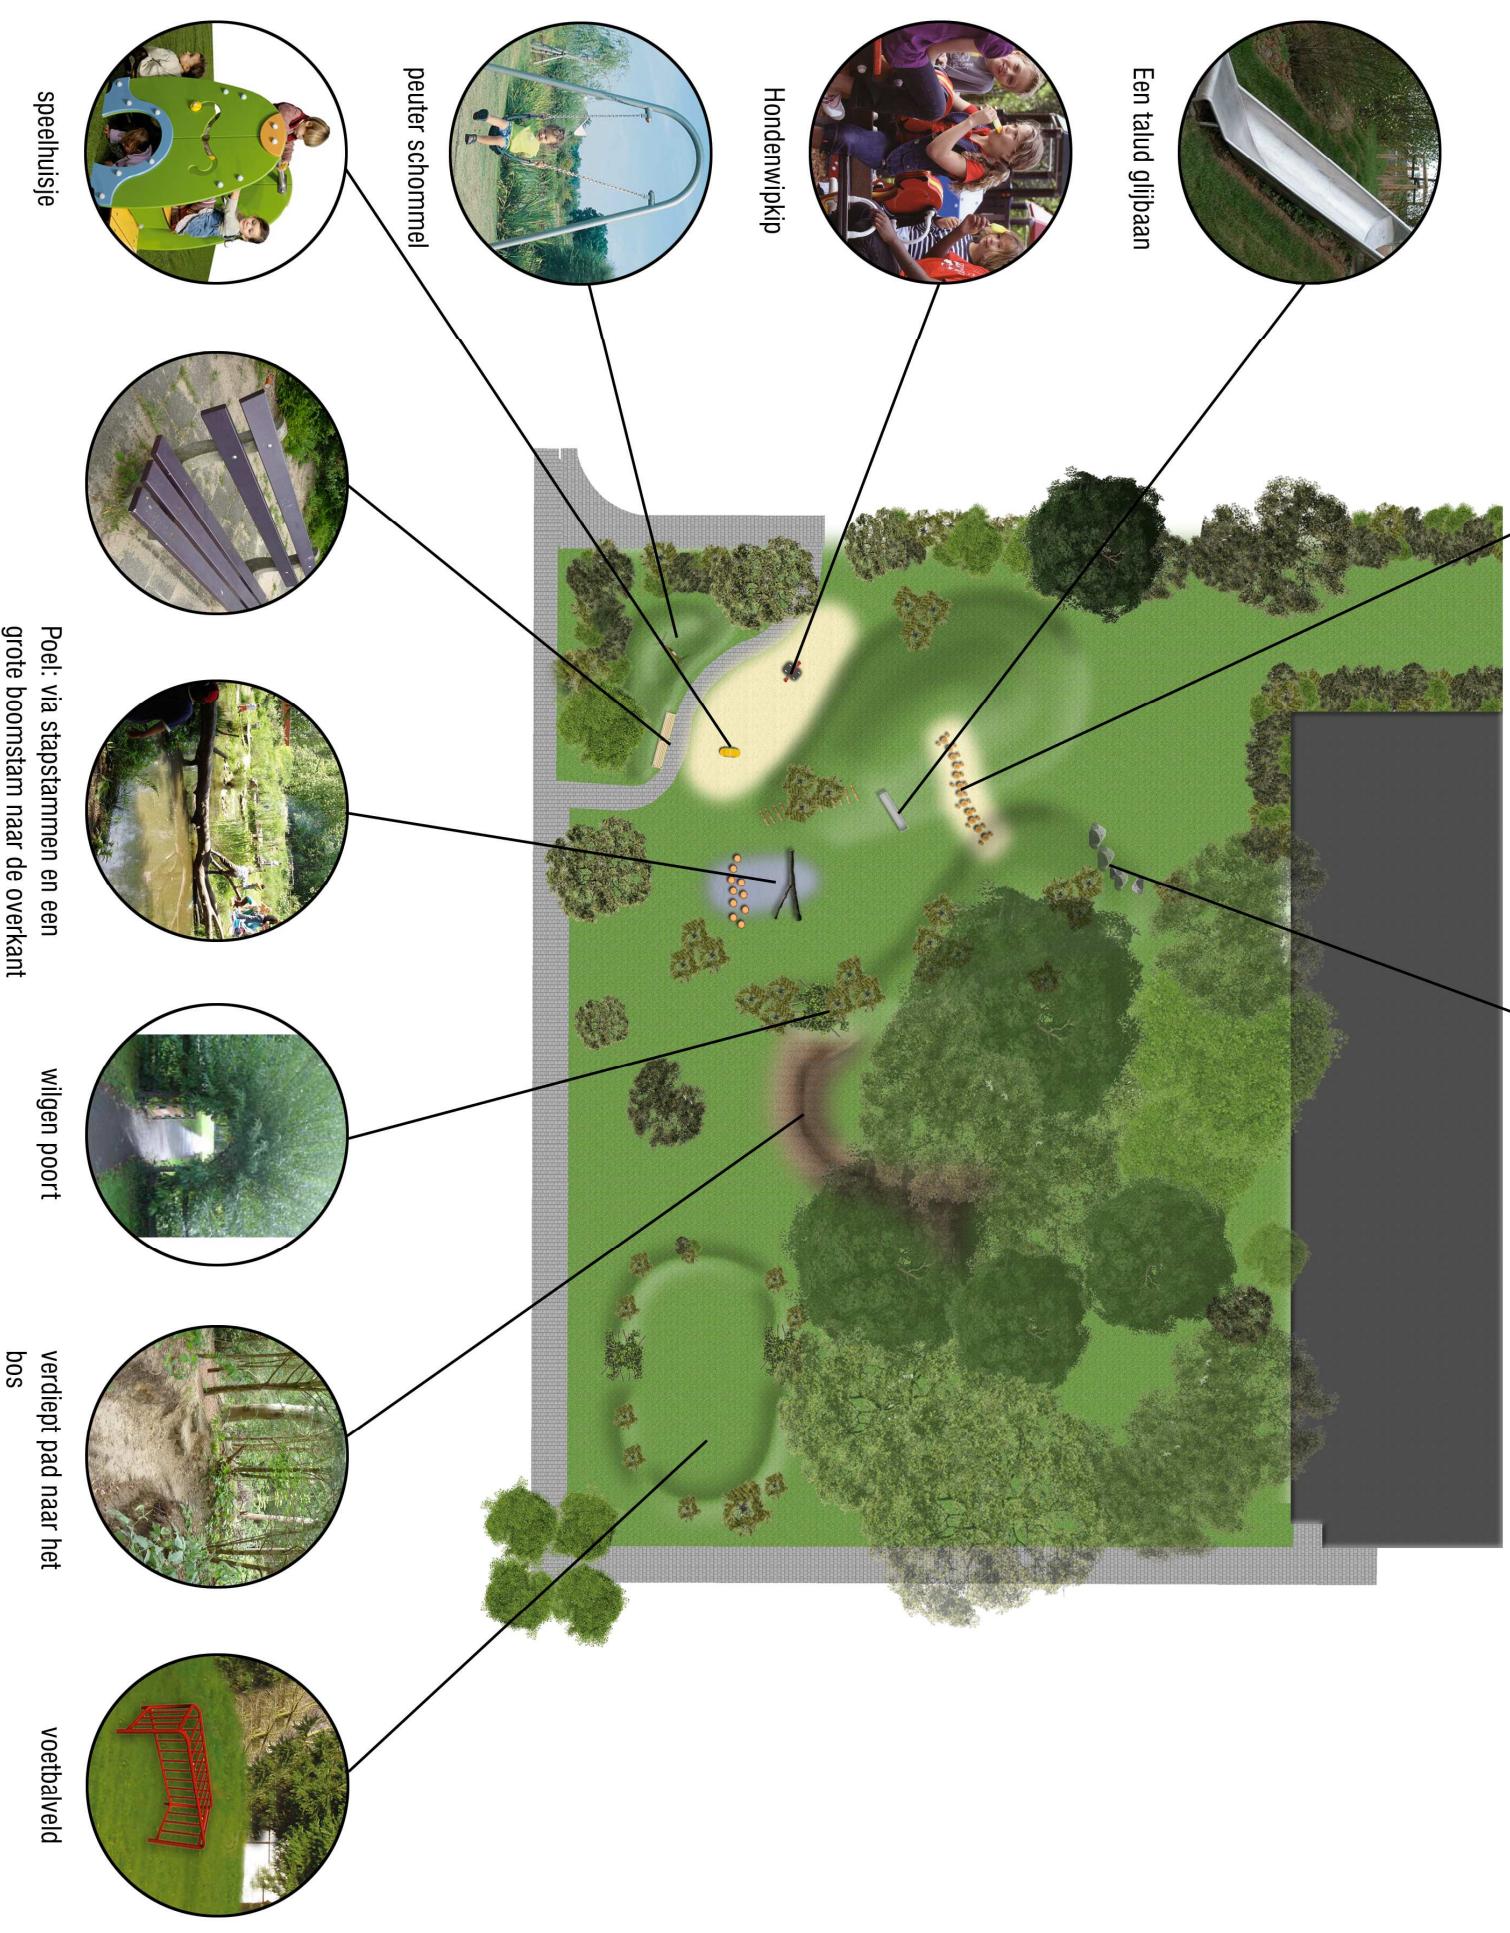 Een talud glijbaan
Hondenwipkip
peuter schommel
speelhuisje
Poel: via stapstammen en een
grote boomstam naar de overkant
wilgen poort
verdiept pad naar het
bos
voetbalveld